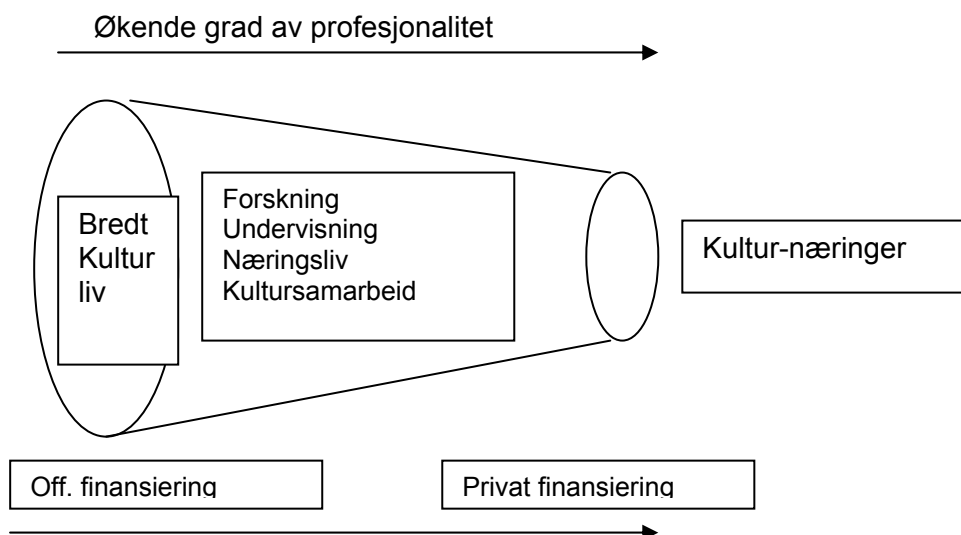 Økende grad av profesjonalitet
Bredt
Kultur
liv
Forskning
Undervisning
Næringsliv
Kultursamarbeid
Kultur-næringer
Off. finansiering
Privat finansiering